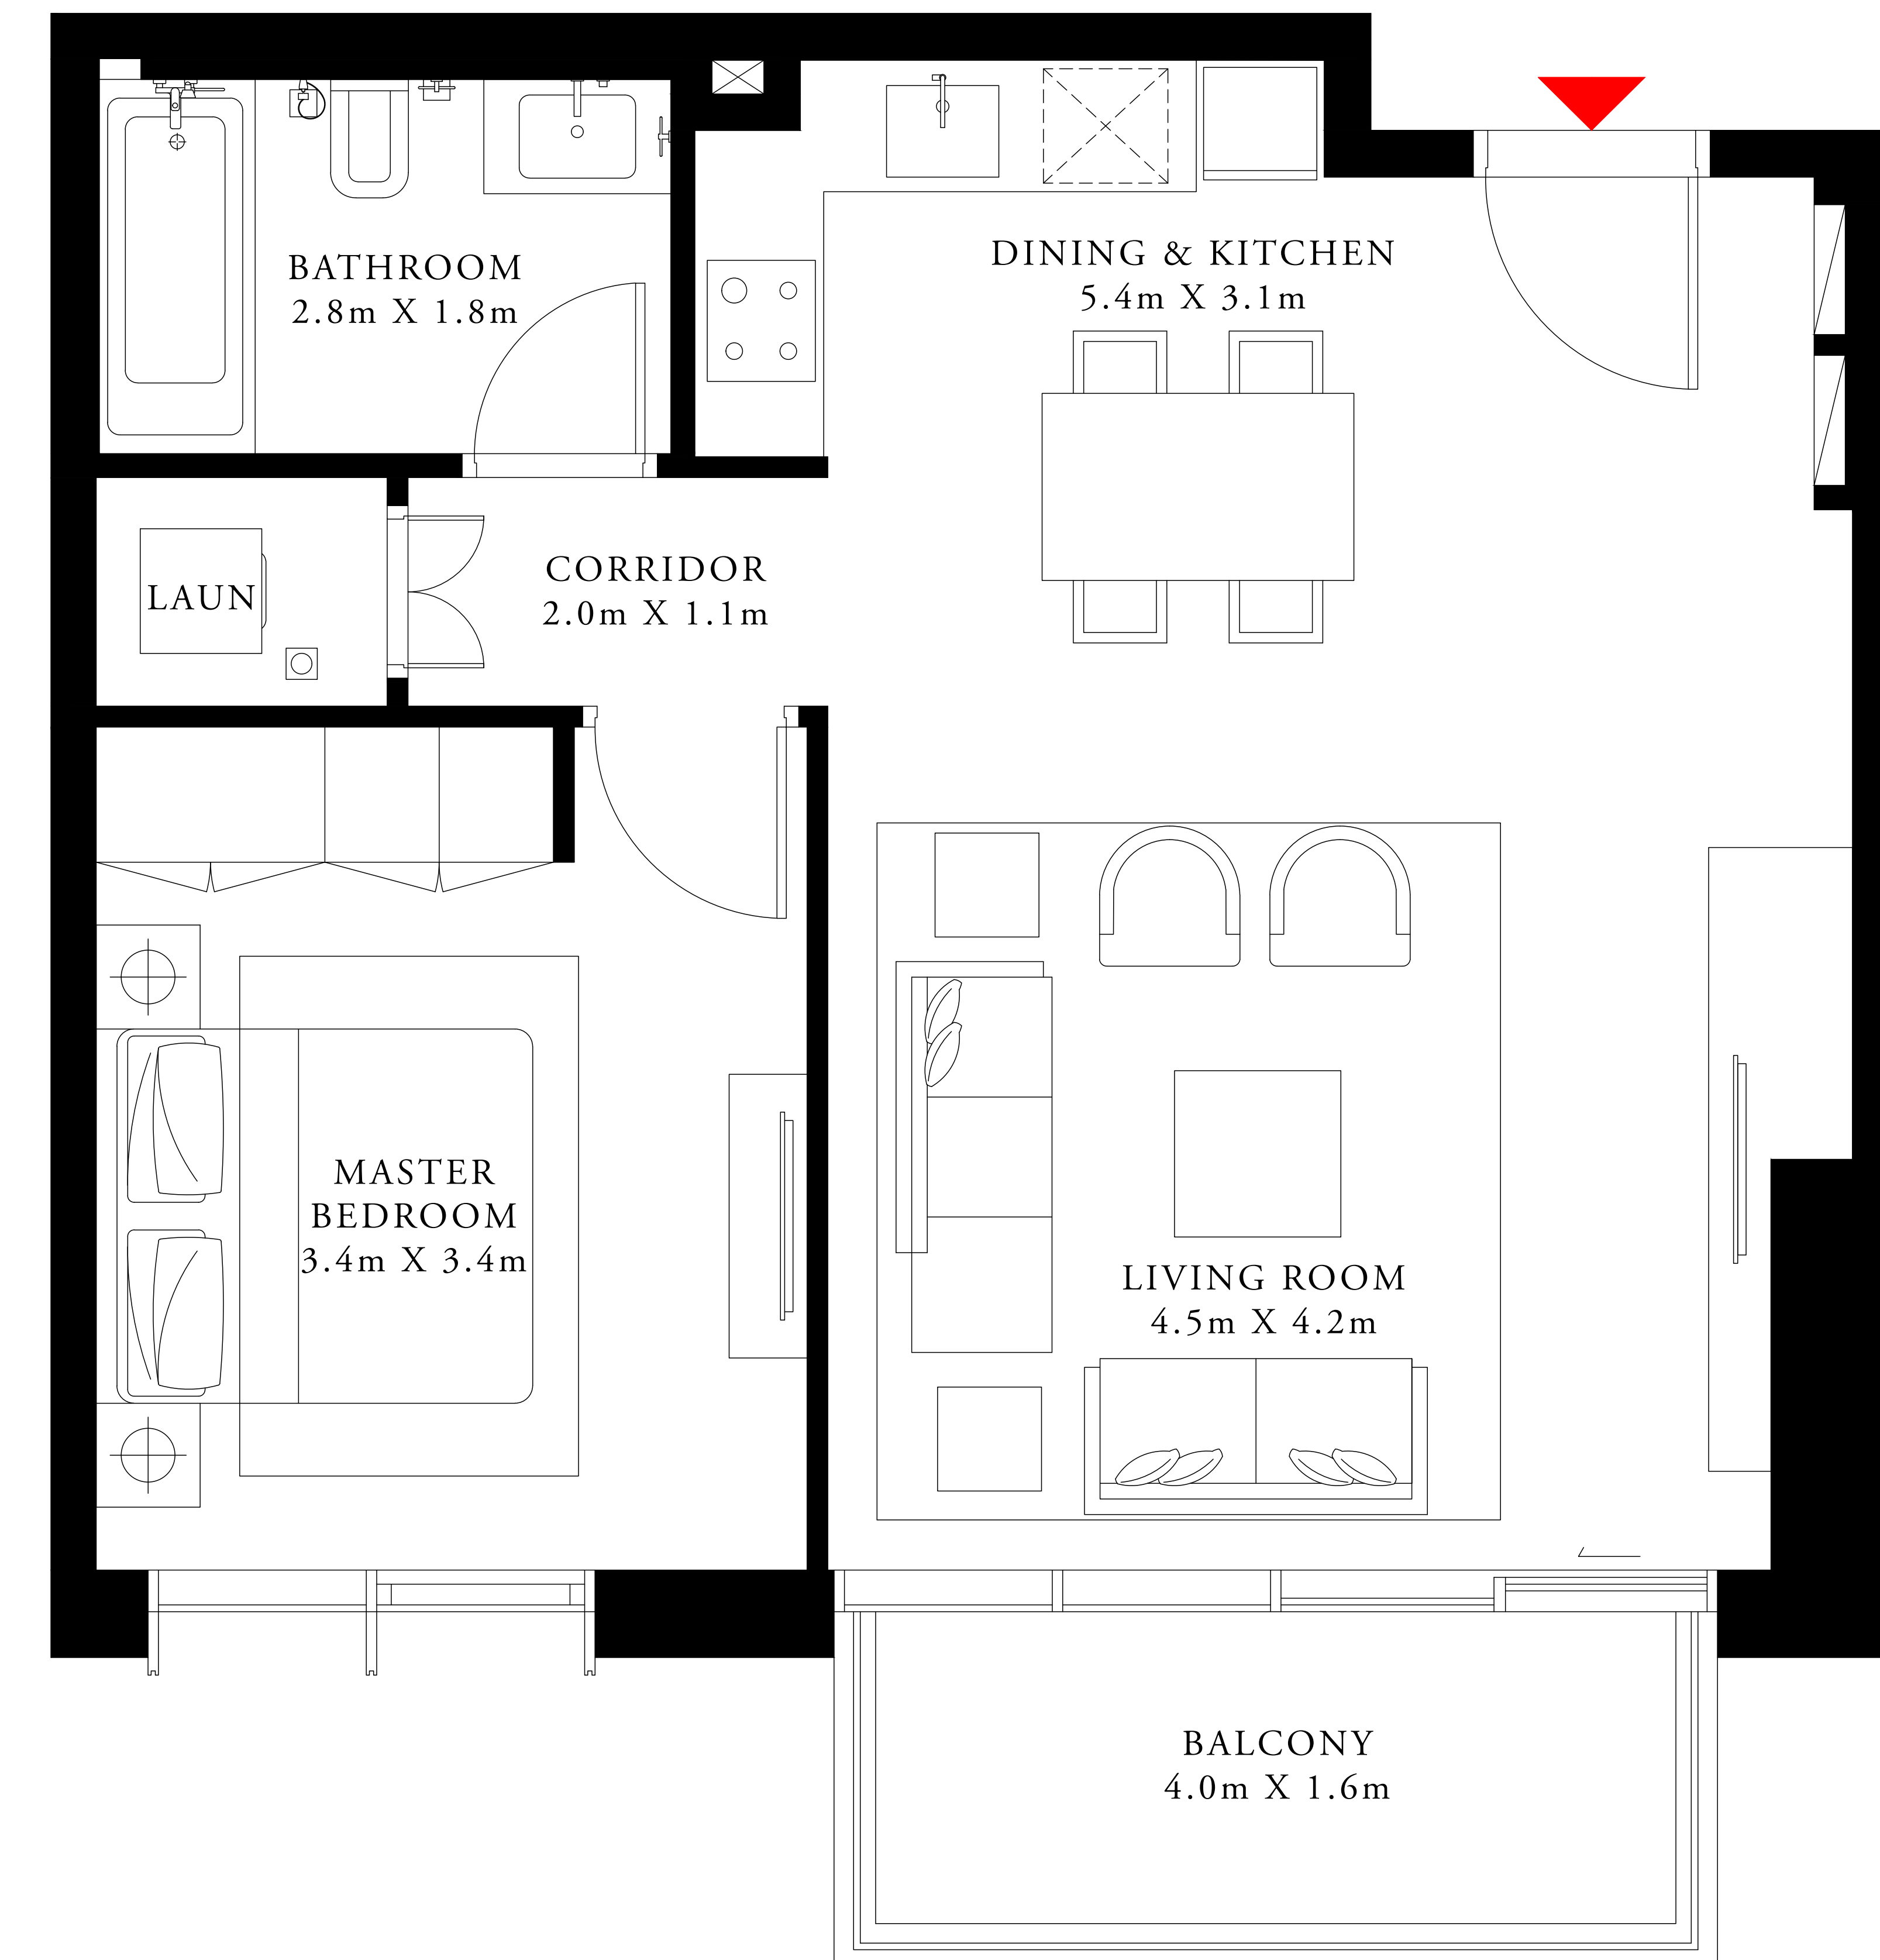 BATHROOM
2.8m X 1.8m
DINING & KITCHEN
5.4m X 3.1m
LAUN
CORRIDOR
2.0m X 1.1m
MASTER
BEDROOM
3.4m X 3.4m
LIVING ROOM
4.5m X 4.2m
BALCONY
4.0m X 1.6m